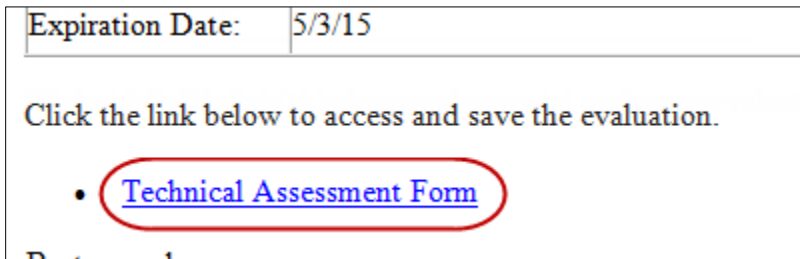 Expiration Date: 5/3/15
Click the link below to access and save the evaluation.
• Technical Assessment Form